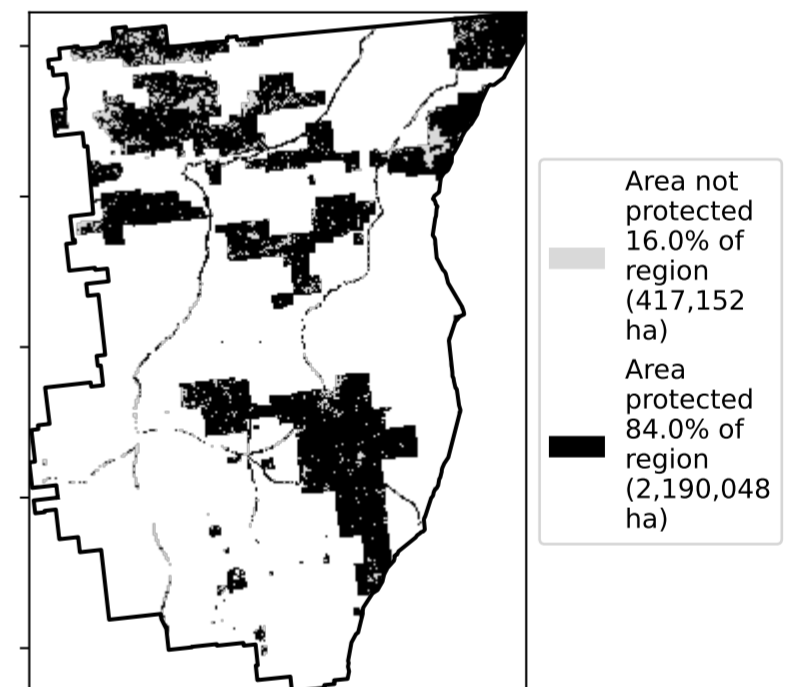 Area not
protected
16.0% of
region
(417,152
ha)
Area
protected
84.0% of
region
(2,190,048
ha)